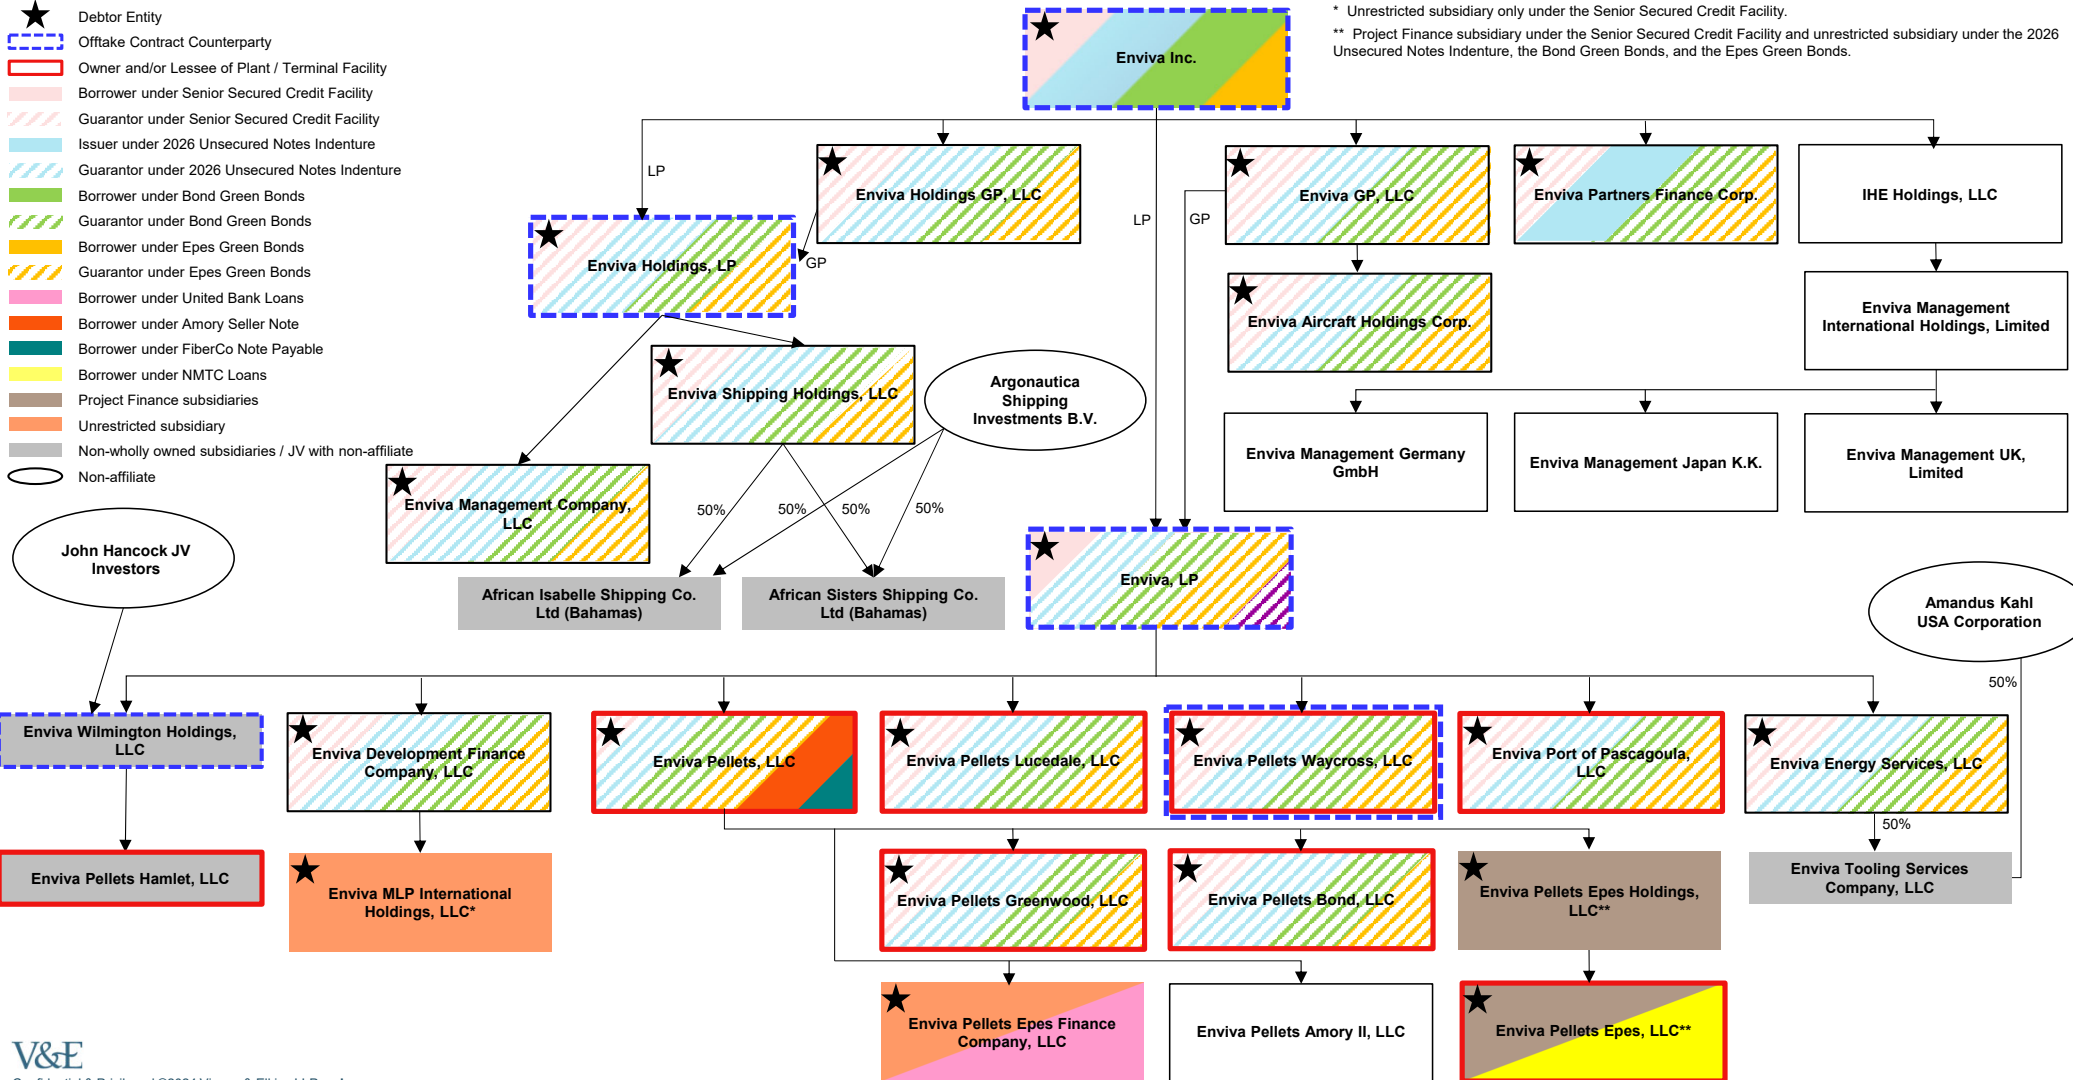 Debtor Entity
Offtake Contract Counterparty
Owner and/or Lessee of Plant / Terminal Facility
Borrower under Senior Secured Credit Facility
Guarantor under Senior Secured Credit Facility
Issuer under 2026 Unsecured Notes Indenture
Guarantor under 2026 Unsecured Notes Indenture
Borrower under Bond Green Bonds
Guarantor under Bond Green Bonds
Borrower under Epes Green Bonds
Guarantor under Epes Green Bonds
Borrower under United Bank Loans
Borrower under Amory Seller Note
Borrower under FiberCo Note Payable
Borrower under NMTC Loans
Project Finance subsidiaries
Unrestricted subsidiary
Non-wholly owned subsidiaries / JV with non-affiliate
Non-affiliate
* Unrestricted subsidiary only under the Senior Secured Credit Facility.
** Project Finance subsidiary under the Senior Secured Credit Facility and unrestricted subsidiary under the 2026
Unsecured Notes Indenture, the Bond Green Bonds, and the Epes Green Bonds.
Enviva Inc.
LP
Enviva Holdings GP, LLC
LP
GP
Enviva GP, LLC
Enviva Partners Finance Corp.
IHE Holdings, LLC
Enviva Holdings, LP
GP
Enviva Aircraft Holdings Corp.
Enviva Management
International Holdings, Limited
Enviva Shipping Holdings, LLC
Argonautica
Shipping
Investments B.V.
Enviva Management Germany
GmbH
Enviva Management Japan K.K.
Enviva Management UK,
Limited
Enviva Management Company,
LLC
50%
50%
50%
50%
John Hancock JV
Investors
African Isabelle Shipping Co.
Ltd (Bahamas)
African Sisters Shipping Co.
Ltd (Bahamas)
Enviva, LP
Amandus Kahl
USA Corporation
50%
Enviva Wilmington Holdings,
LLC
Enviva Development Finance
Company, LLC
Enviva Pellets, LLC
Enviva Pellets Lucedale, LLC
Enviva Pellets Waycross, LLC
Enviva Port of Pascagoula,
LLC
Enviva Energy Services, LLC
50%
Enviva Pellets Hamlet, LLC
Enviva MLP International
Holdings, LLC*
Enviva Pellets Greenwood, LLC
Enviva Pellets Bond, LLC
Enviva Pellets Epes Holdings,
LLC**
Enviva Tooling Services
Company, LLC
Enviva Pellets Epes Finance
Company, LLC
Enviva Pellets Amory II, LLC
Enviva Pellets Epes, LLC**
V&E